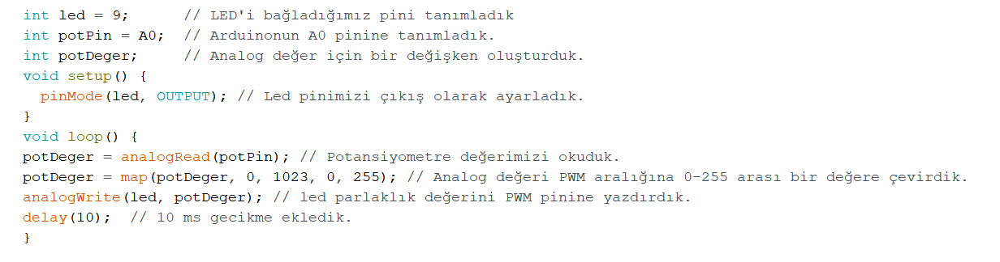 int led = 9;      // LED'i bağladığımız pini tanımladık
int potPin = A0;  // Arduinonun A0 pinine tanımladık.
int potDeger;     // Analog değer için bir değişken oluşturduk.
void setup() {
  pinMode(led, OUTPUT); // Led pinimizi çıkış olarak ayarladık.
}
void loop() {
potDeger = analogRead(potPin); // Potansiyometre değerimizi okuduk.
potDeger = map(potDeger, 0, 1023, 0, 255); // Analog değeri PWM aralığına 0-255 arası bir değere çevirdik.
analogWrite(led, potDeger); // led parlaklık değerini PWM pinine yazdırdık.
delay(10);  // 10 ms gecikme ekledik.
}